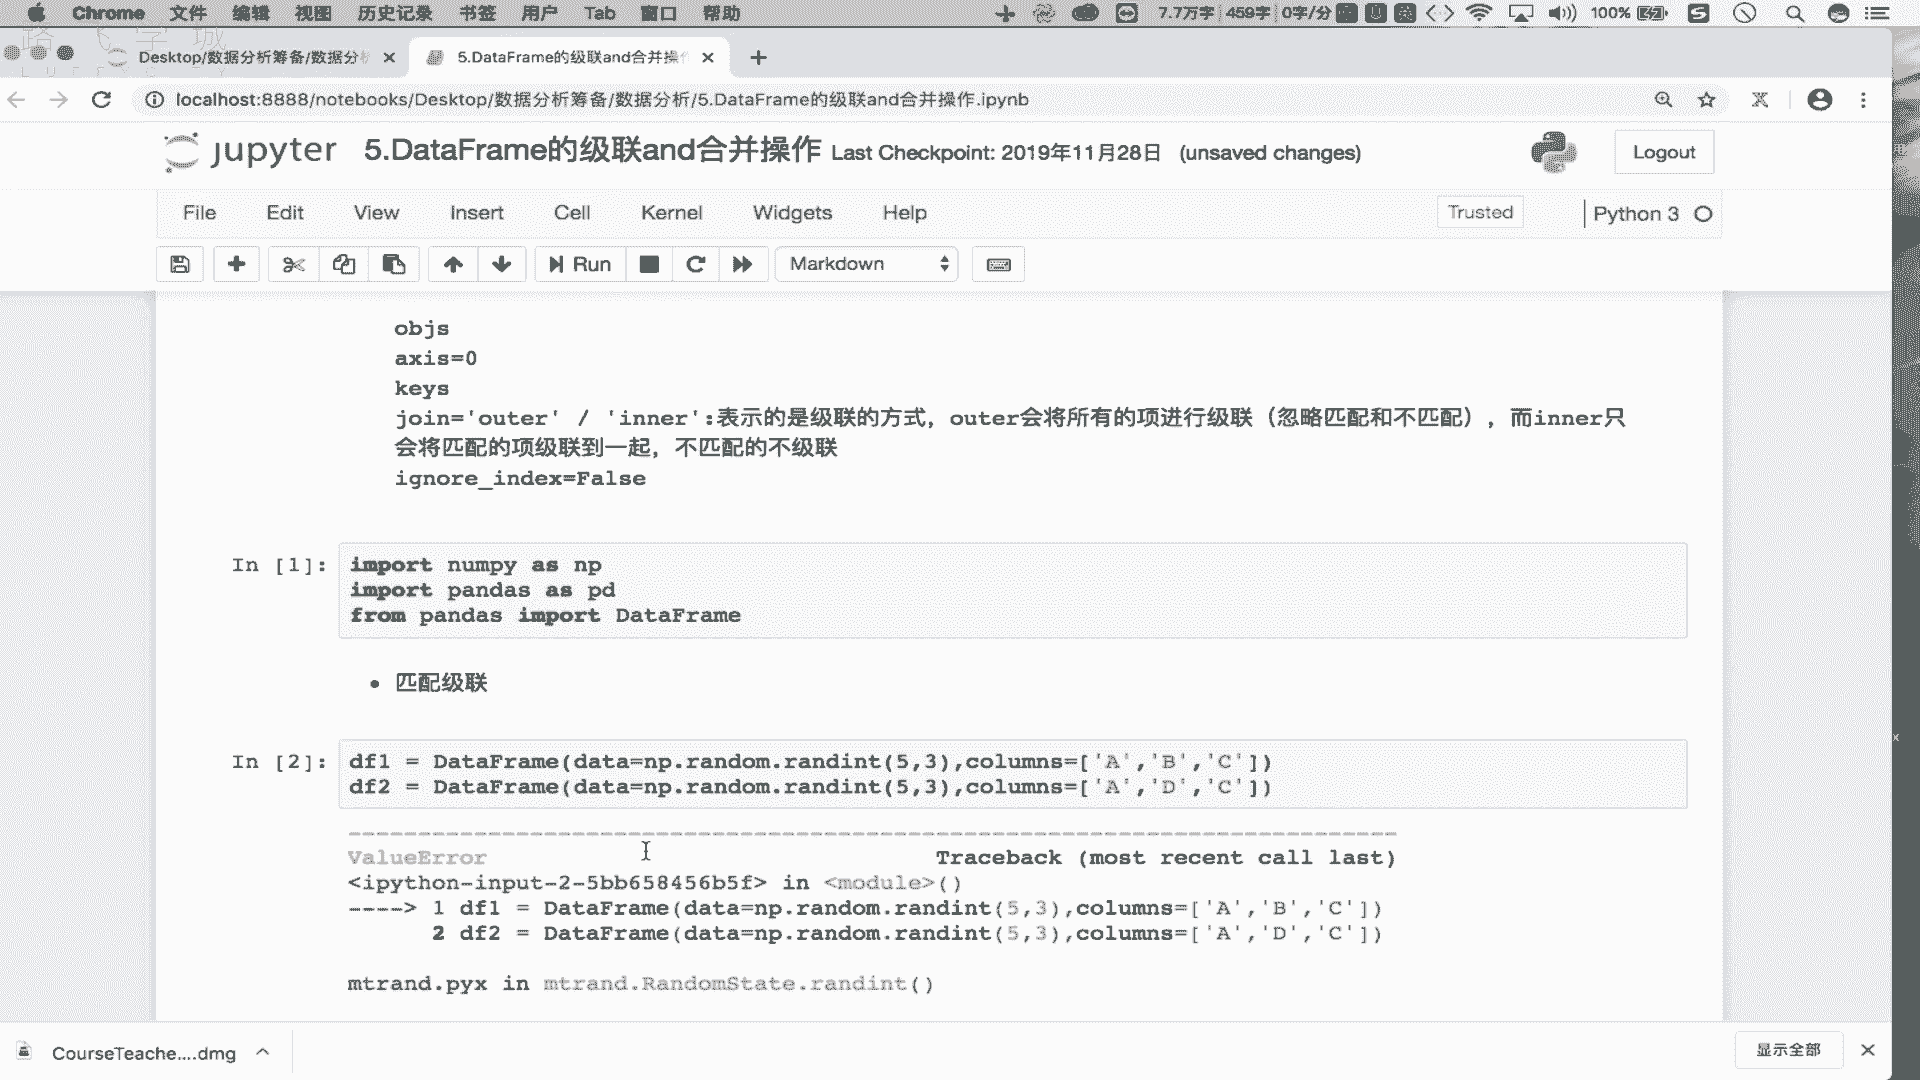 Chrome 文件 编辑 视图 历史记录 书签 用户 Tab 窗口 帮助 7.7万字 459字 0字/分 100%
Desktop/数据分析筹备/数据分析 5.DataFrame的级联and合并操作
localhost:8888/notebooks/Desktop/数据分析筹备/数据分析/5.DataFrame的级联and合并操作.ipynb
jupyter 5.DataFrame的级联and合并操作 Last Checkpoint: 2019年11月28日 (unsaved changes) Logout
File Edit View Insert Cell Kernel Widgets Help Trusted Python 3
Run Markdown
objs
axis=0
keys
join='outer' / 'inner':表示的是级联的方式，outer会将所有的项进行级联（忽略匹配和不匹配），而inner只
会将匹配的项级联到一起，不匹配的不级联
ignore_index=False
In [1]: import numpy as np
import pandas as pd
from pandas import DataFrame
• 匹配级联
In [2]: df1 = DataFrame(data=np.random.randint(5,3),columns=['A','B','C'])
df2 = DataFrame(data=np.random.randint(5,3),columns=['A','D','C'])
---------------------------------------------------------------------------
ValueError Traceback (most recent call last)
<ipython-input-2-5bb658456b5f> in <module>()
----> 1 df1 = DataFrame(data=np.random.randint(5,3),columns=['A','B','C'])
2 df2 = DataFrame(data=np.random.randint(5,3),columns=['A','D','C'])
mtrand.pyx in mtrand.RandomState.randint()
CourseTeache....dmg 显示全部